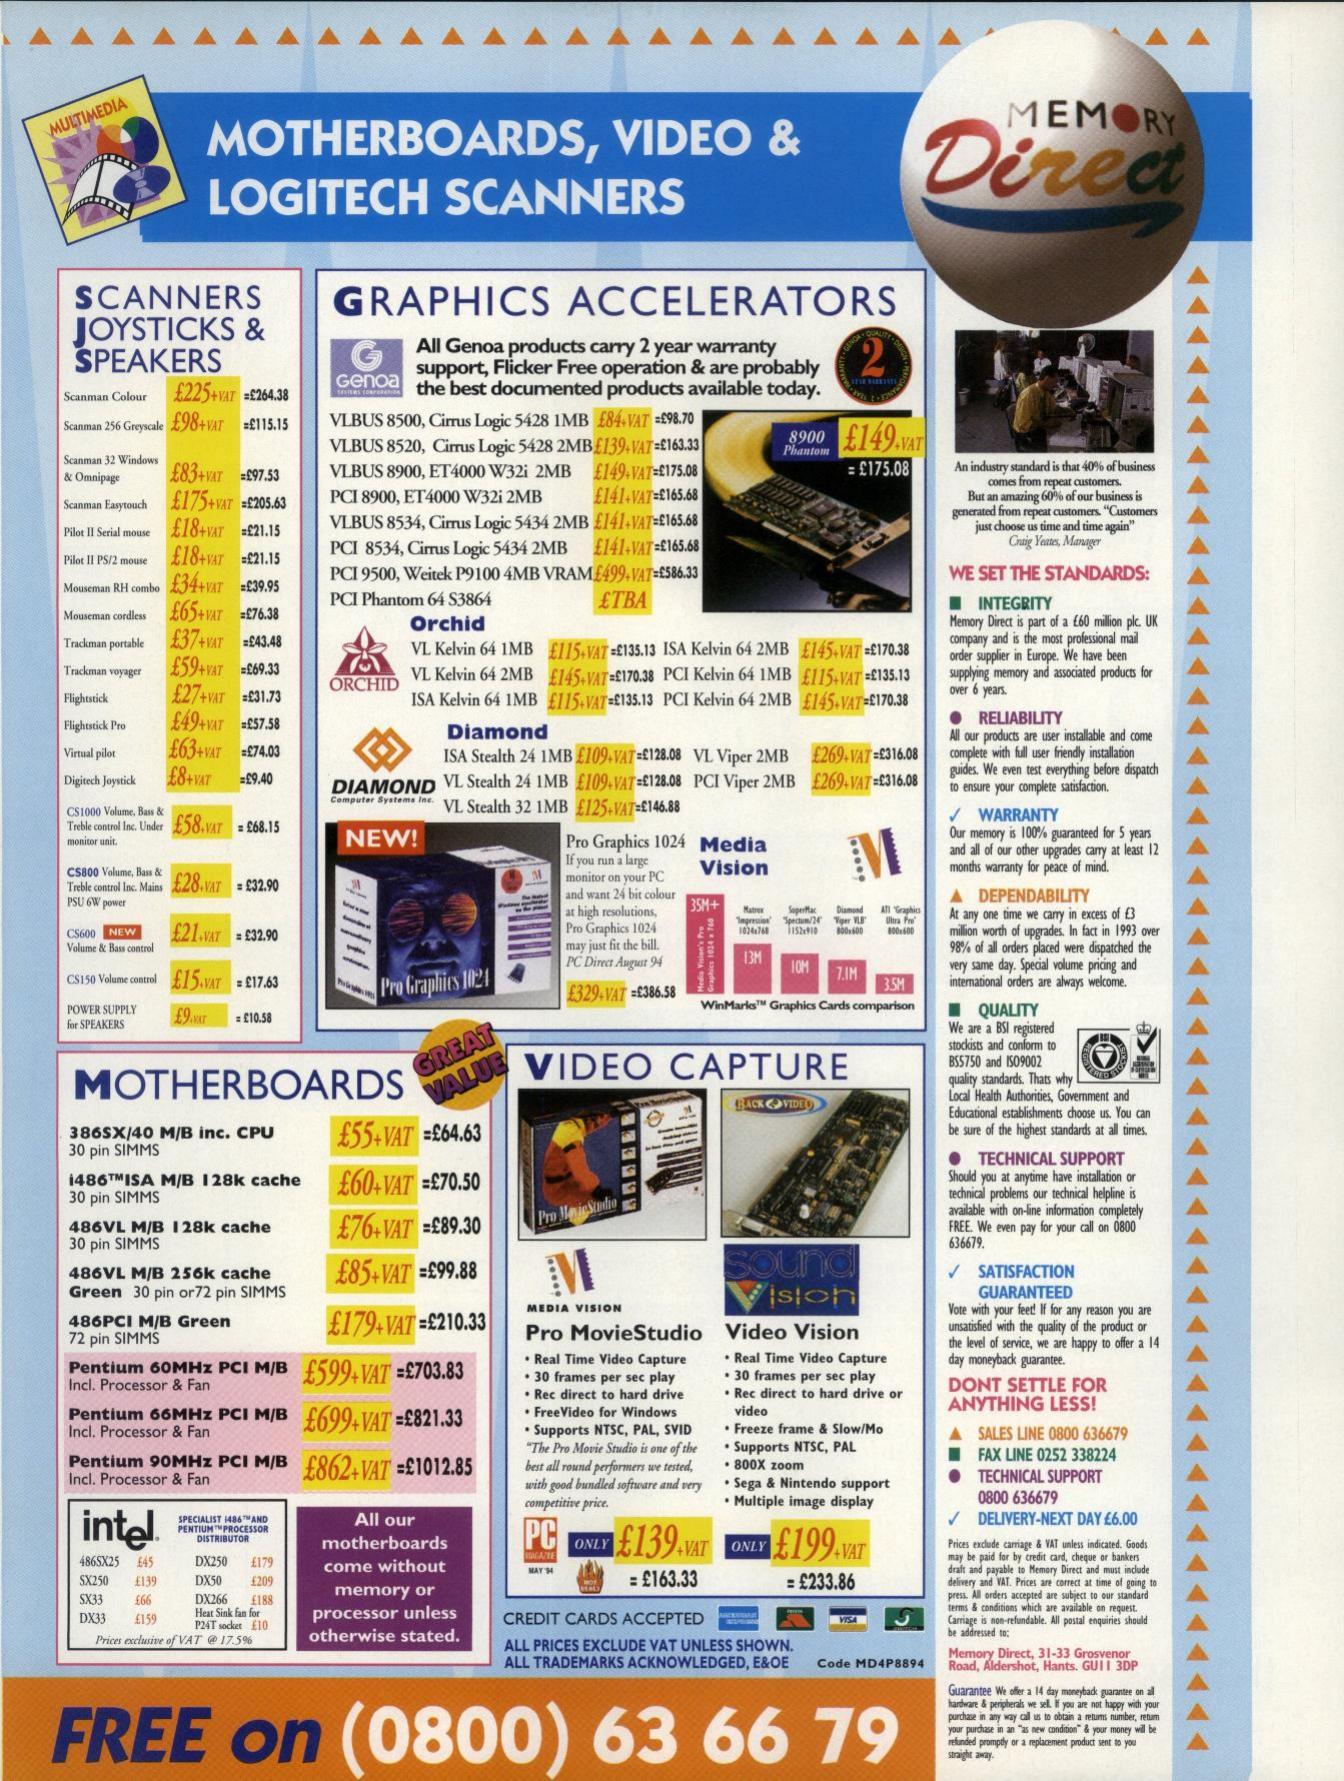 MULTIMEDIA
MOTHERBOARDS, VIDEO &
LOGITECH SCANNERS
MEMORY
Direct
SCANNERS
JOYSTICKS &
SPEAKERS
Scanman Colour £225+VAT =£264.38
Scanman 256 Greyscale £98+VAT =£115.15
Scanman 32 Windows
& Omnipage £83+VAT =£97.53
Scanman Easytouch £175+VAT =£205.63
Pilot II Serial mouse £18+VAT =£21.15
Pilot II PS/2 mouse £18+VAT =£21.15
Mouseman RH combo £34+VAT =£39.95
Mouseman cordless £65+VAT =£76.38
Trackman portable £37+VAT =£43.48
Trackman voyager £59+VAT =£69.33
Flightstick £27+VAT =£31.73
Flightstick Pro £49+VAT =£57.58
Virtual pilot £63+VAT =£74.03
Digitech Joystick £8+VAT =£9.40
CS1000 Volume, Bass &
Treble control Inc. Under £58+VAT = £68.15
monitor unit.
CS800 Volume, Bass &
Treble control Inc. Mains £28+VAT = £32.90
PSU 6W power
CS600 NEW £21+VAT = £32.90
Volume & Bass control
CS150 Volume control £15+VAT = £17.63
POWER SUPPLY £9+VAT = £10.58
for SPEAKERS
GRAPHICS ACCELERATORS
Genoa
SYSTEMS CORPORATION
All Genoa products carry 2 year warranty
support, Flicker Free operation & are probably
the best documented products available today.
2
YEAR WARRANTY
VLBUS 8500, Cirrus Logic 5428 1MB £84+VAT =£98.70
VLBUS 8520, Cirrus Logic 5428 2MB £139+VAT =£163.33
VLBUS 8900, ET4000 W32i 2MB £149+VAT =£175.08
PCI 8900, ET4000 W32i 2MB £141+VAT =£165.68
VLBUS 8534, Cirrus Logic 5434 2MB £141+VAT =£165.68
PCI 8534, Cirrus Logic 5434 2MB £141+VAT =£165.68
PCI 9500, Weitek P9100 4MB VRAM £499+VAT =£586.33
PCI Phantom 64 S3864 £TBA
8900
Phantom £149+VAT
= £175.08
ORCHID
Orchid
VL Kelvin 64 1MB £115+VAT =£135.13 ISA Kelvin 64 2MB £145+VAT =£170.38
VL Kelvin 64 2MB £145+VAT =£170.38 PCI Kelvin 64 1MB £115+VAT =£135.13
ISA Kelvin 64 1MB £115+VAT =£135.13 PCI Kelvin 64 2MB £145+VAT =£170.38
DIAMOND
Computer Systems Inc.
Diamond
ISA Stealth 24 1MB £109+VAT =£128.08 VL Viper 2MB £269+VAT =£316.08
VL Stealth 24 1MB £109+VAT =£128.08 PCI Viper 2MB £269+VAT =£316.08
VL Stealth 32 1MB £125+VAT =£146.88
NEW!
Pro Graphics 1024
Pro Graphics 1024
If you run a large
monitor on your PC
and want 24 bit colour
at high resolutions,
Pro Graphics 1024
may just fit the bill.
PC Direct August 94
£329+VAT =£386.58
Media
Vision
35M+
Media Vision's Pro
Graphics 1024 x 768
Matrox
'Impression'
1024x768
13M
SuperMac
'Spectum/24'
1152x910
10M
Diamond
'Viper VLB'
800x600
7.1M
ATI 'Graphics
Ultra Pro'
800x600
3.5M
WinMarks™ Graphics Cards comparison
GREAT
VALUE
MOTHERBOARDS
386SX/40 M/B inc. CPU £55+VAT =£64.63
30 pin SIMMS
i486™ISA M/B 128k cache £60+VAT =£70.50
30 pin SIMMS
486VL M/B 128k cache £76+VAT =£89.30
30 pin SIMMS
486VL M/B 256k cache £85+VAT =£99.88
Green 30 pin or72 pin SIMMS
486PCI M/B Green £179+VAT =£210.33
72 pin SIMMS
Pentium 60MHz PCI M/B £599+VAT =£703.83
Incl. Processor & Fan
Pentium 66MHz PCI M/B £699+VAT =£821.33
Incl. Processor & Fan
Pentium 90MHz PCI M/B £862+VAT =£1012.85
Incl. Processor & Fan
intel.
SPECIALIST i486™AND
PENTIUM™PROCESSOR
DISTRIBUTOR
486SX25 £45 DX250 £179
SX250 £139 DX50 £209
SX33 £66 DX266 £188
DX33 £159 Heat Sink fan for
P24T socket £10
Prices exclusive of VAT @ 17.5%
All our
motherboards
come without
memory or
processor unless
otherwise stated.
VIDEO CAPTURE
Pro MovieStudio
BACK VIDEO
MEDIA VISION
Pro MovieStudio
• Real Time Video Capture
• 30 frames per sec play
• Rec direct to hard drive
• FreeVideo for Windows
• Supports NTSC, PAL, SVID
"The Pro Movie Studio is one of the
best all round performers we tested,
with good bundled software and very
competitive price.
PC
MAGAZINE
MAY '94
ONLY £139+VAT
= £163.33
sound
Vision
Video Vision
• Real Time Video Capture
• 30 frames per sec play
• Rec direct to hard drive or
video
• Freeze frame & Slow/Mo
• Supports NTSC, PAL
• 800X zoom
• Sega & Nintendo support
• Multiple image display
ONLY £199+VAT
= £233.86
CREDIT CARDS ACCEPTED
VISA
ALL PRICES EXCLUDE VAT UNLESS SHOWN.
ALL TRADEMARKS ACKNOWLEDGED, E&OE Code MD4P8894
FREE on (0800) 63 66 79
An industry standard is that 40% of business
comes from repeat customers.
But an amazing 60% of our business is
generated from repeat customers. "Customers
just choose us time and time again"
Craig Yeates, Manager
WE SET THE STANDARDS:
INTEGRITY
Memory Direct is part of a £60 million plc. UK
company and is the most professional mail
order supplier in Europe. We have been
supplying memory and associated products for
over 6 years.
RELIABILITY
All our products are user installable and come
complete with full user friendly installation
guides. We even test everything before dispatch
to ensure your complete satisfaction.
✓ WARRANTY
Our memory is 100% guaranteed for 5 years
and all of our other upgrades carry at least 12
months warranty for peace of mind.
DEPENDABILITY
At any one time we carry in excess of £3
million worth of upgrades. In fact in 1993 over
98% of all orders placed were dispatched the
very same day. Special volume pricing and
international orders are always welcome.
QUALITY
We are a BSI registered
stockists and conform to
BS5750 and ISO9002
quality standards. Thats why
Local Health Authorities, Government and
Educational establishments choose us. You can
be sure of the highest standards at all times.
TECHNICAL SUPPORT
Should you at anytime have installation or
technical problems our technical helpline is
available with on-line information completely
FREE. We even pay for your call on 0800
636679.
✓ SATISFACTION
GUARANTEED
Vote with your feet! If for any reason you are
unsatisfied with the quality of the product or
the level of service, we are happy to offer a 14
day moneyback guarantee.
DONT SETTLE FOR
ANYTHING LESS!
SALES LINE 0800 636679
FAX LINE 0252 338224
TECHNICAL SUPPORT
0800 636679
✓ DELIVERY-NEXT DAY £6.00
Prices exclude carriage & VAT unless indicated. Goods
may be paid for by credit card, cheque or bankers
draft and payable to Memory Direct and must include
delivery and VAT. Prices are correct at time of going to
press. All orders accepted are subject to our standard
terms & conditions which are available on request.
Carriage is non-refundable. All postal enquiries should
be addressed to;
Memory Direct, 31-33 Grosvenor
Road, Aldershot, Hants. GU11 3DP
Guarantee We offer a 14 day moneyback guarantee on all
hardware & peripherals we sell. If you are not happy with your
purchase in any way call us to obtain a returns number, return
your purchase in an "as new condition" & your money will be
refunded promptly or a replacement product sent to you
straight away.